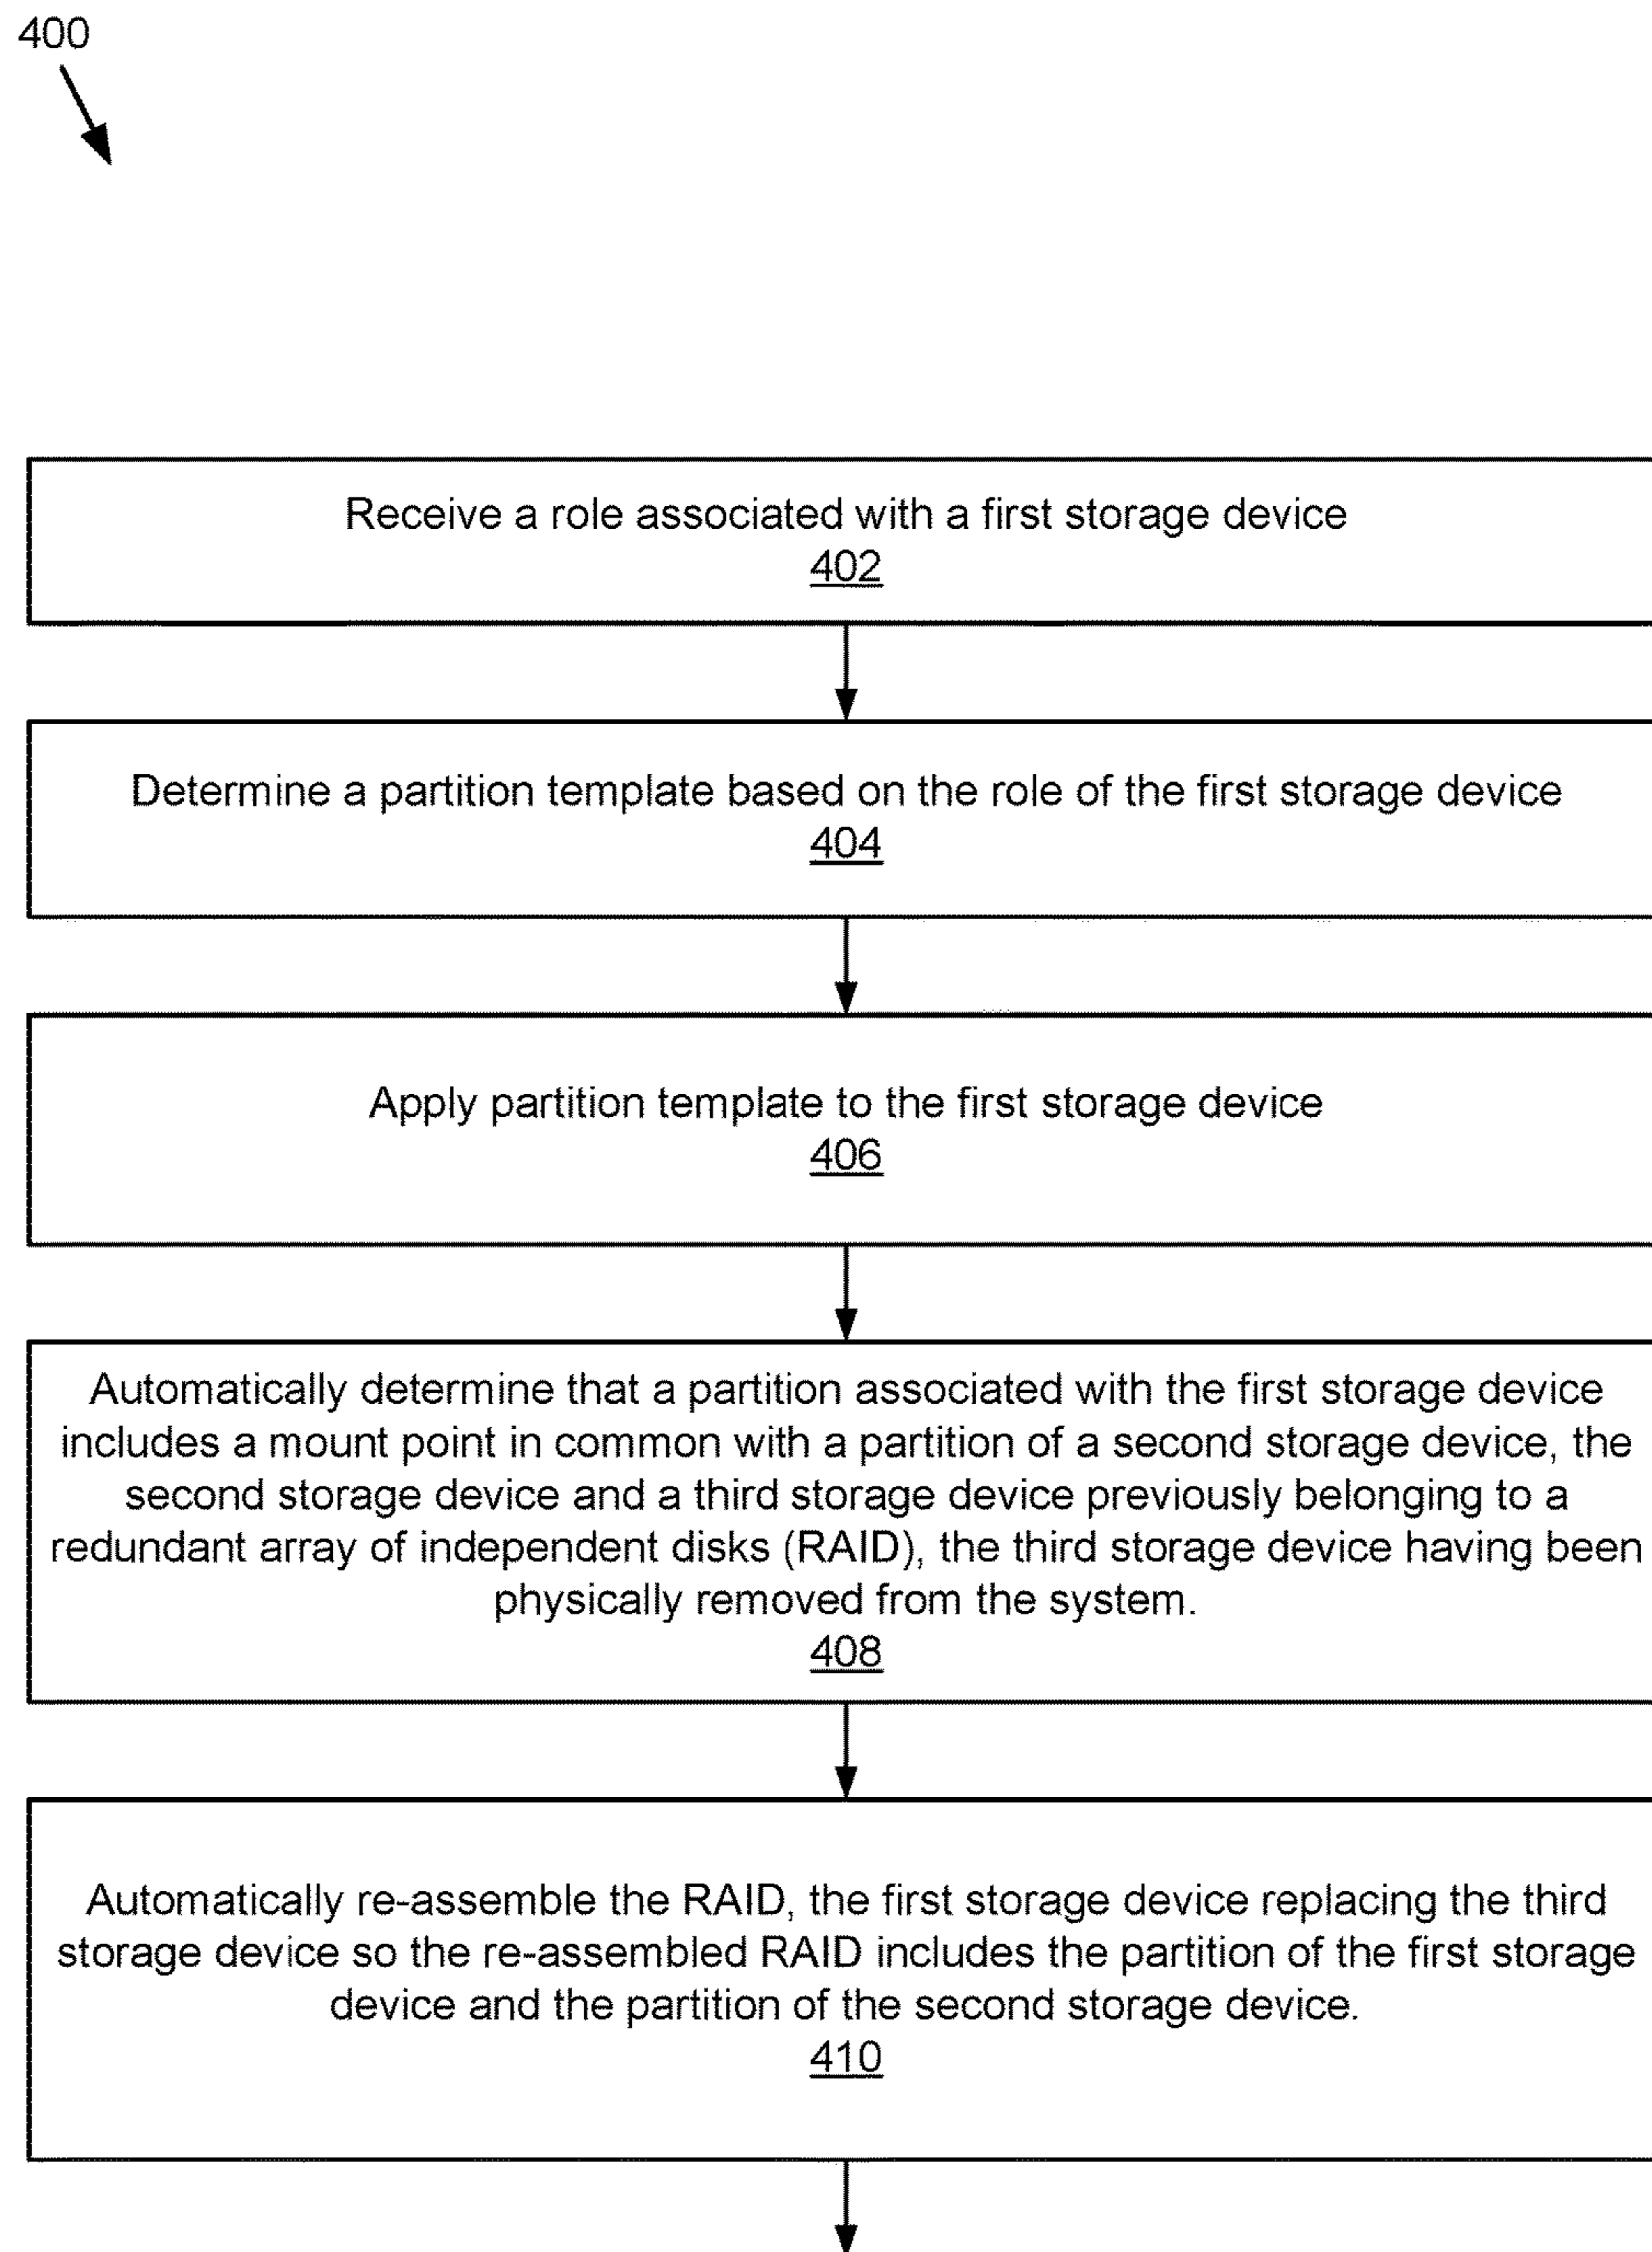 400
Receive a role associated with a first storage device
402
Determine a partition template based on the role of the first storage device
404
Apply partition template to the first storage device
406
Automatically determine that a partition associated with the first storage device
includes a mount point in common with a partition of a second storage device, the
second storage device and a third storage device previously belonging to a
redundant array of independent disks (RAID), the third storage device having been
physically removed from the system.
408
Automatically re-assemble the RAID, the first storage device replacing the third
storage device so the re-assembled RAID includes the partition of the first storage
device and the partition of the second storage device.
410